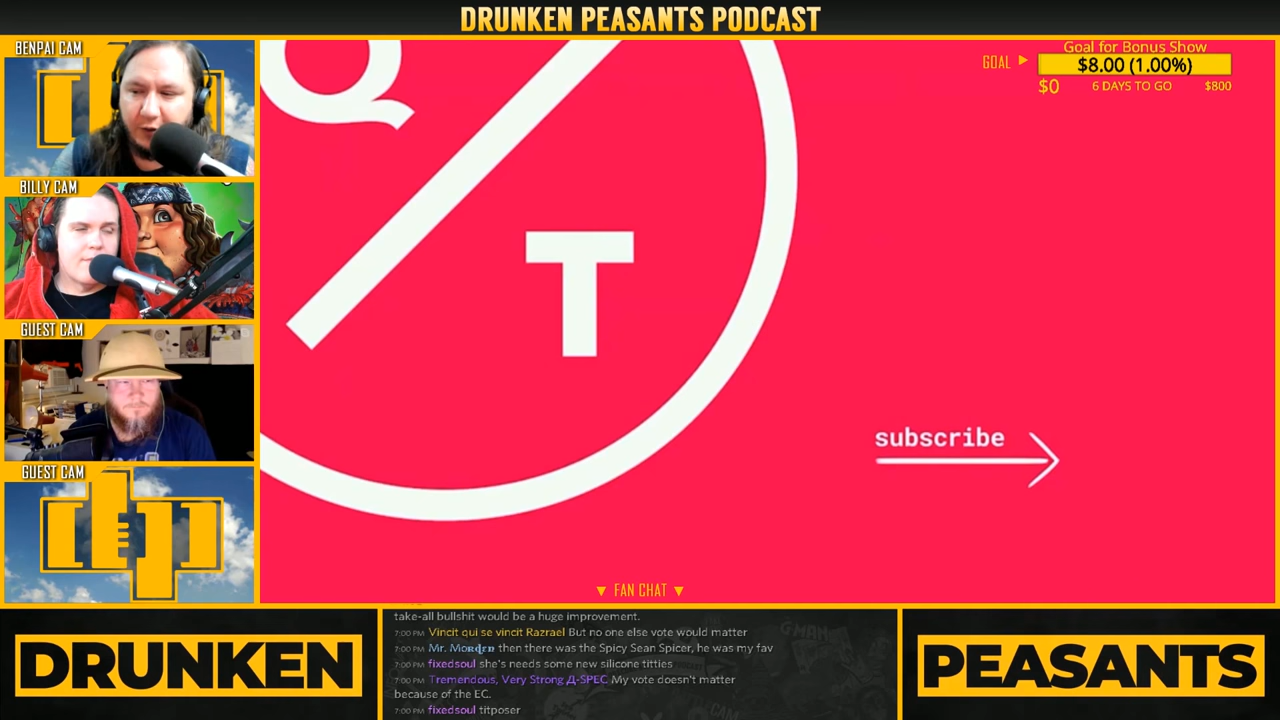 DRUNKEN PEASANTS PODCAST
BENPAI CAM
BILLY CAM
GUEST CAM
GUEST CAM
Q
T
subscribe
GOAL ▶
Goal for Bonus Show
$8.00 (1.00%)
$0 6 DAYS TO GO $800
▼ FAN CHAT ▼
take-all bullshit would be a huge improvement.
7:00 PM Vincit qui se vincit Razrael But no one else vote would matter
7:00 PM Mr. then there was the Spicy Sean Spicer, he was my fav
7:00 PM fixedsoul she's needs some new silicone titties
7:00 PM Tremendous, Very Strong Д-SPEC My vote doesn't matter
because of the EC.
7:00 PM fixedsoul titposer
DRUNKEN
PEASANTS